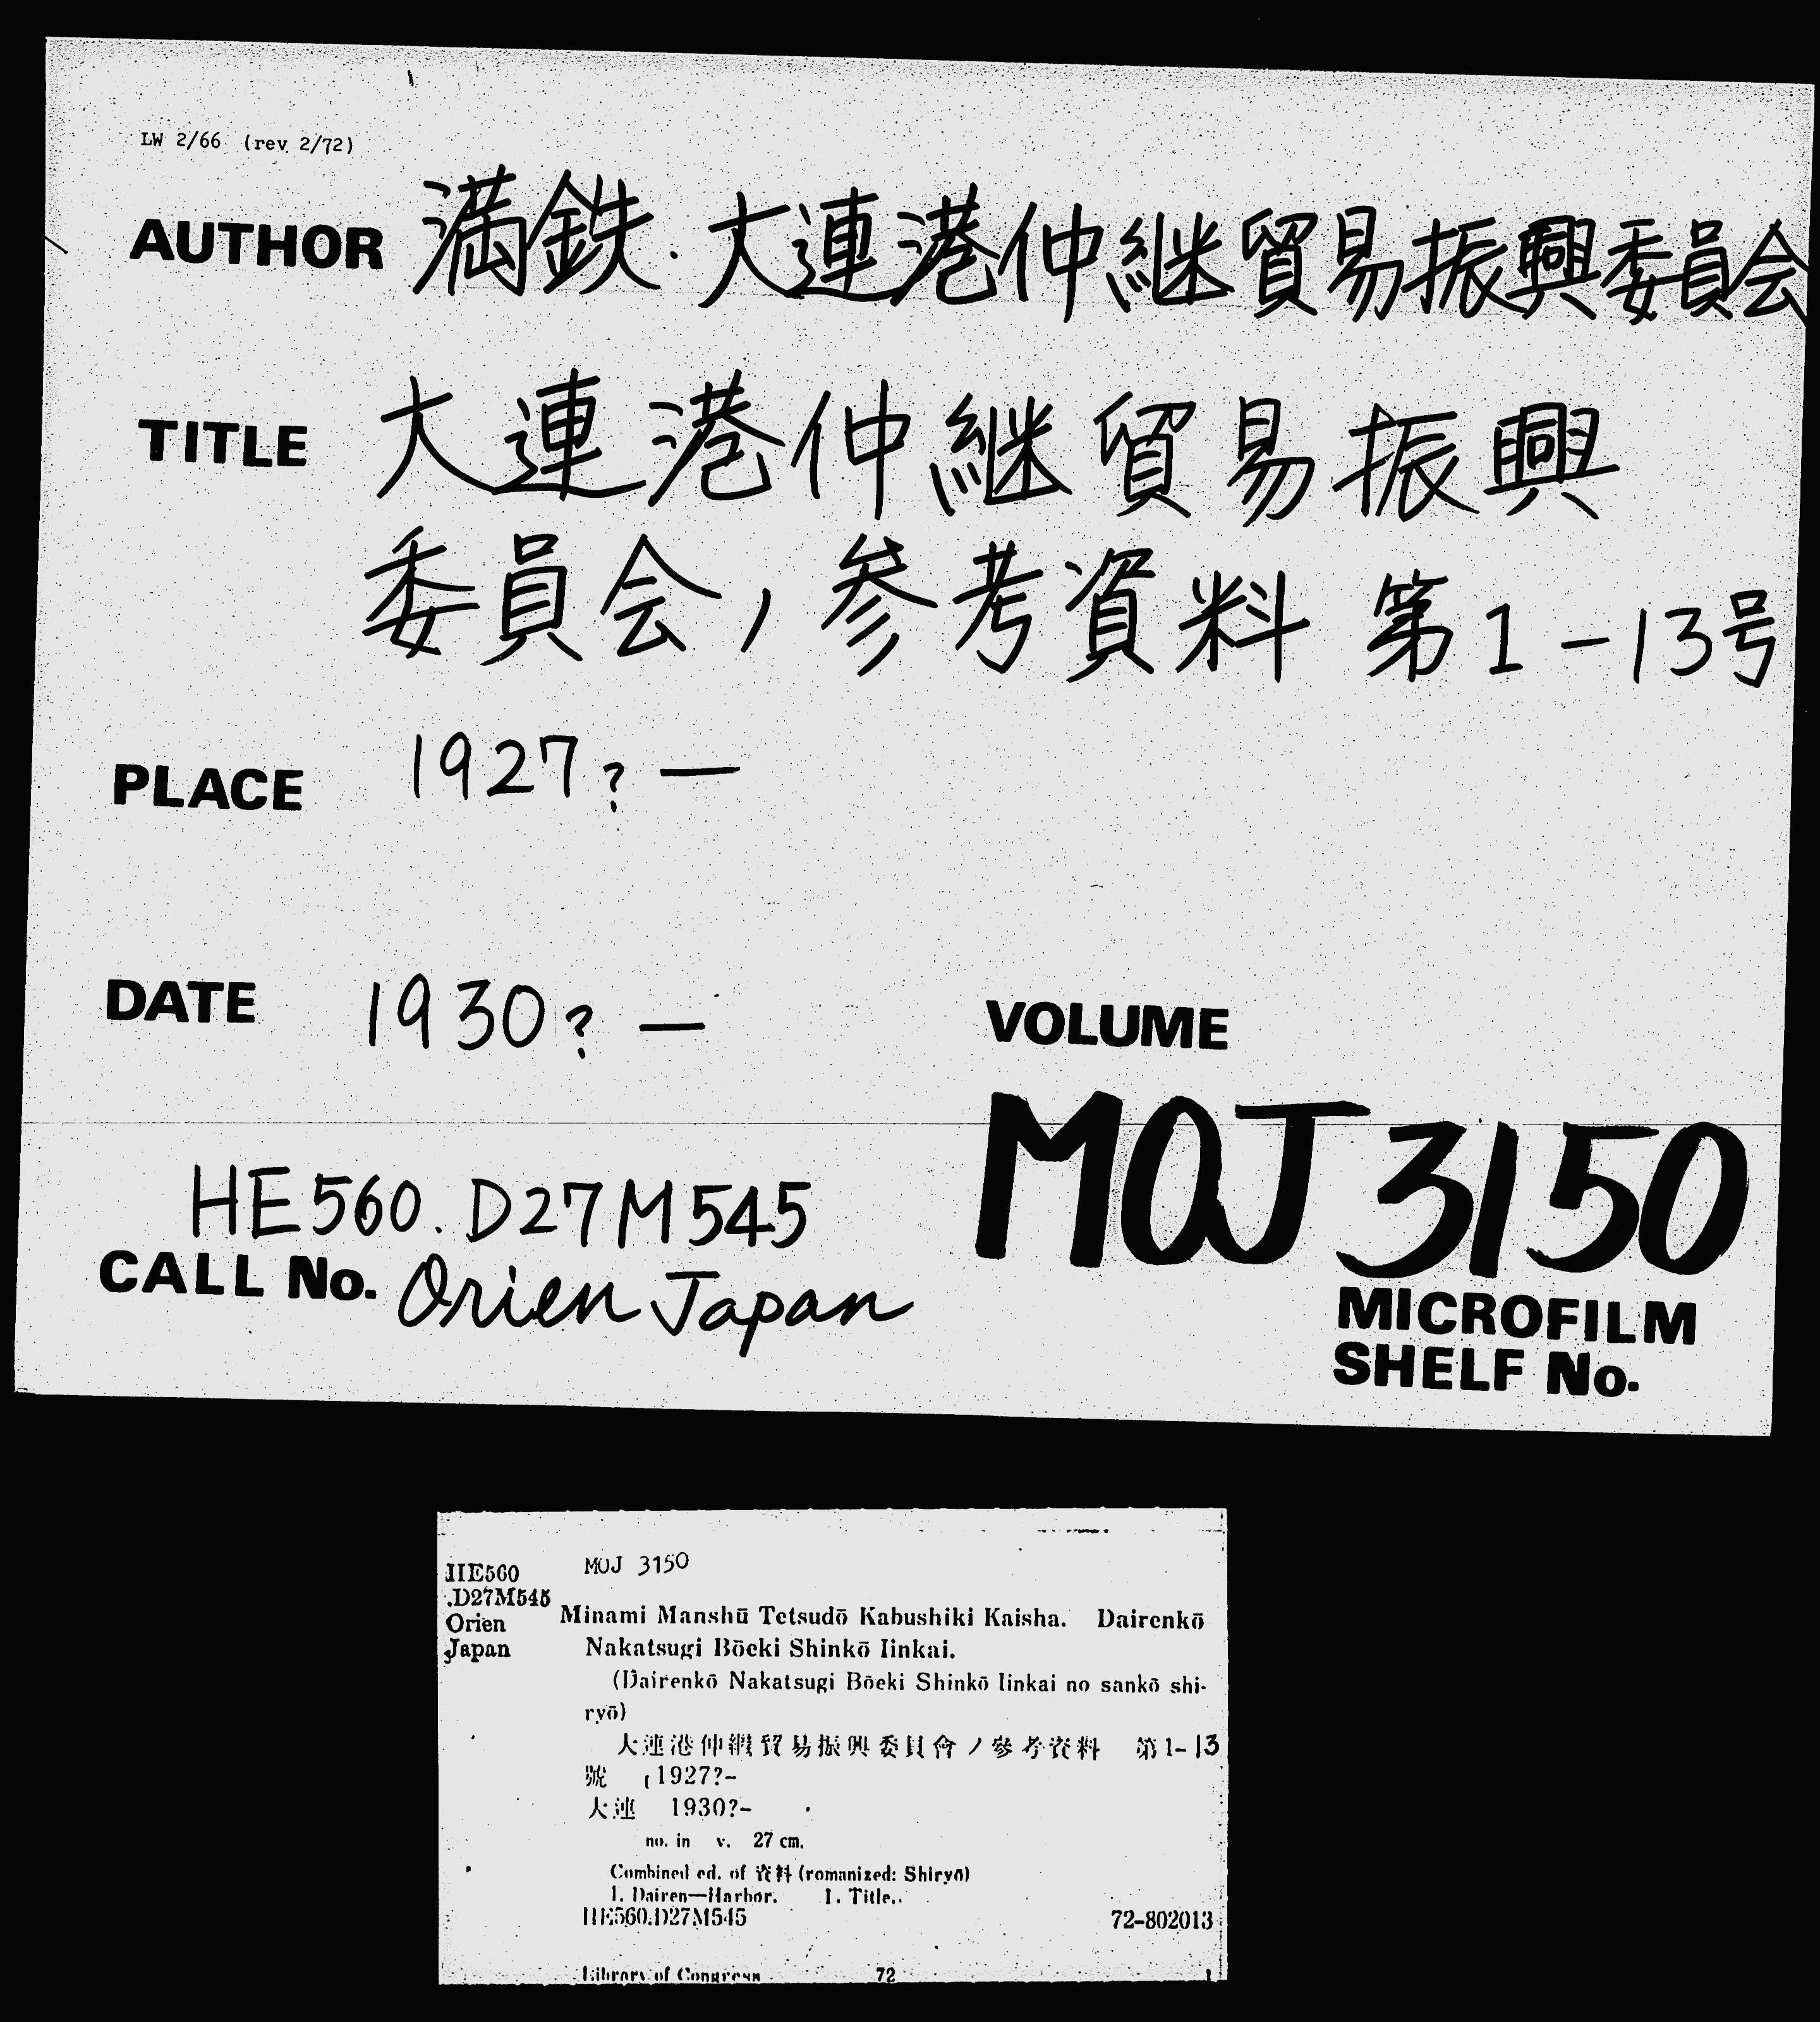 LW 2/66 (rev 2/72)
AUTHOR 満鉄.大連港仲継貿易振興委員会
TITLE 大連港仲継貿易振興
委員会ノ参考資料 第1-13号
PLACE 1927?—
DATE 1930?—
VOLUME
HE560.D27M545
CALL No. Orien Japan
MOJ 3150
MICROFILM
SHELF No.
HE560 MOJ 3150
.D27M545
Orien Minami Manshū Tetsudō Kabushiki Kaisha. Dairenkō
Japan Nakatsugi Bōeki Shinkō Iinkai.
(Dairenkō Nakatsugi Bōeki Shinkō Iinkai no sankō shi-
ryō)
大連港仲継貿易振興委員會ノ參考資料 第1-13
號 [1927?-
大連 1930?-
no. in v. 27 cm.
Combined ed. of 資料 (romanized: Shiryō)
1. Dairen—Harbor. I. Title.
HE560.D27M545 72-802013
Library of Congress 72